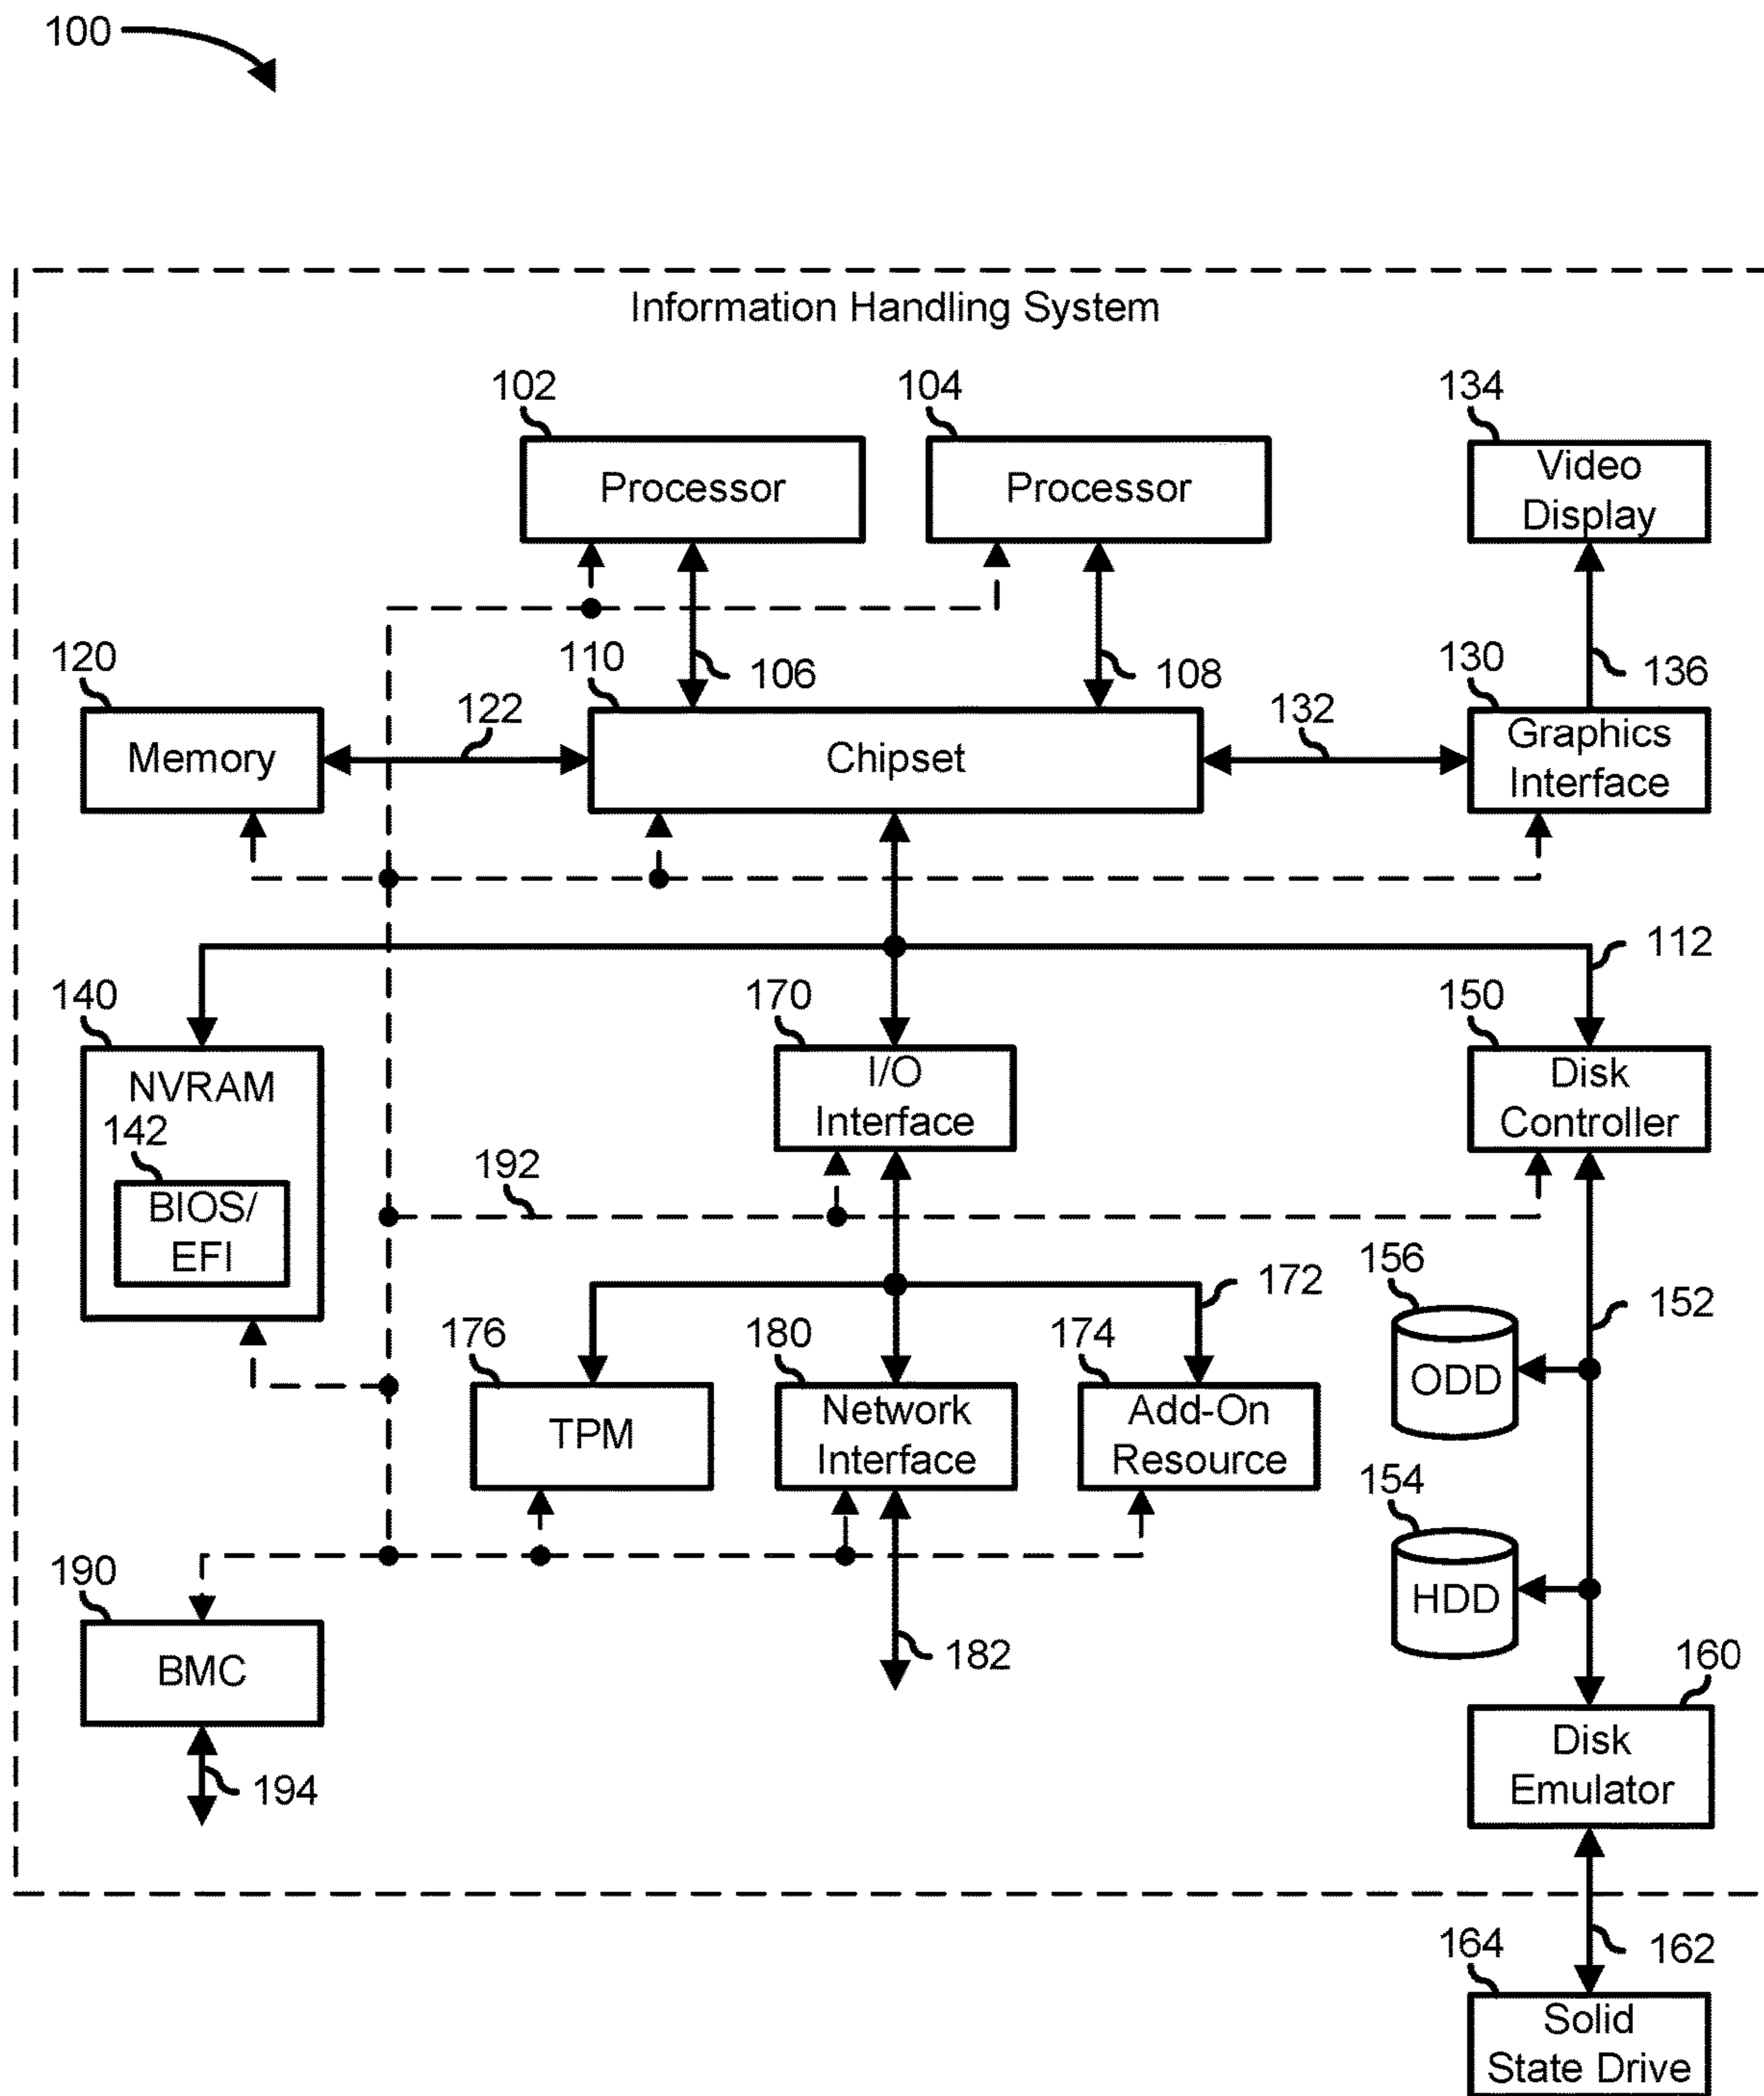 100
Information Handling System
102
104
134
Processor
Processor
Video
Display
120
110
106
108
130
136
122
132
Memory
Chipset
Graphics
Interface
112
140
170
150
NVRAM
I/O
Interface
Disk
Controller
142
BIOS/
EFI
192
156
172
152
176
180
174
ODD
TPM
Network
Interface
Add-On
Resource
154
HDD
190
BMC
182
160
Disk
Emulator
194
164
162
Solid
State Drive